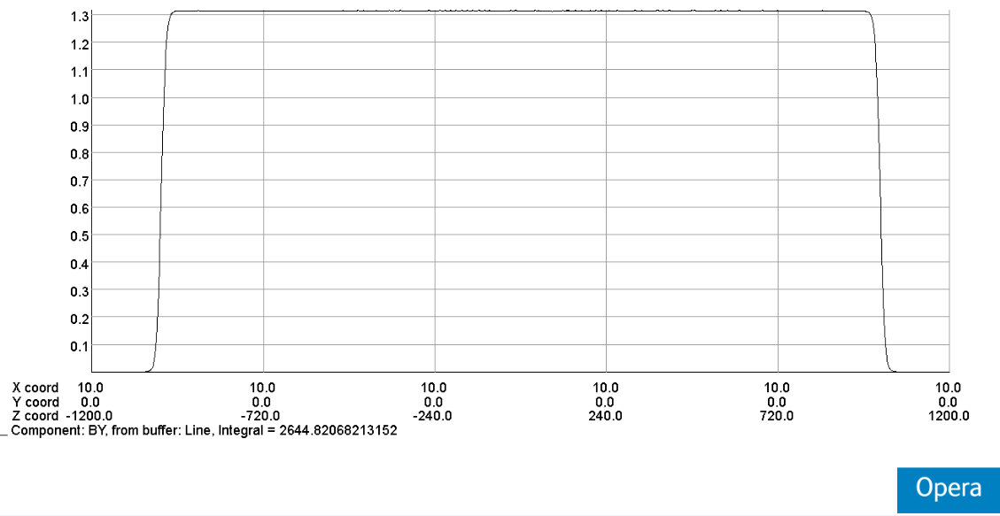 1.3
1.2
1.1
1.0
0.9
0.8
0.7
0.6
0.5
0.4
0.3
0.2
0.1
X coord 10.0 10.0 10.0 10.0 10.0 10.0
Y coord 0.0 0.0 0.0 0.0 0.0 0.0
Z coord -1200.0 -720.0 -240.0 240.0 720.0 1200.0
_ Component: BY, from buffer: Line, Integral = 2644.82068213152
Opera